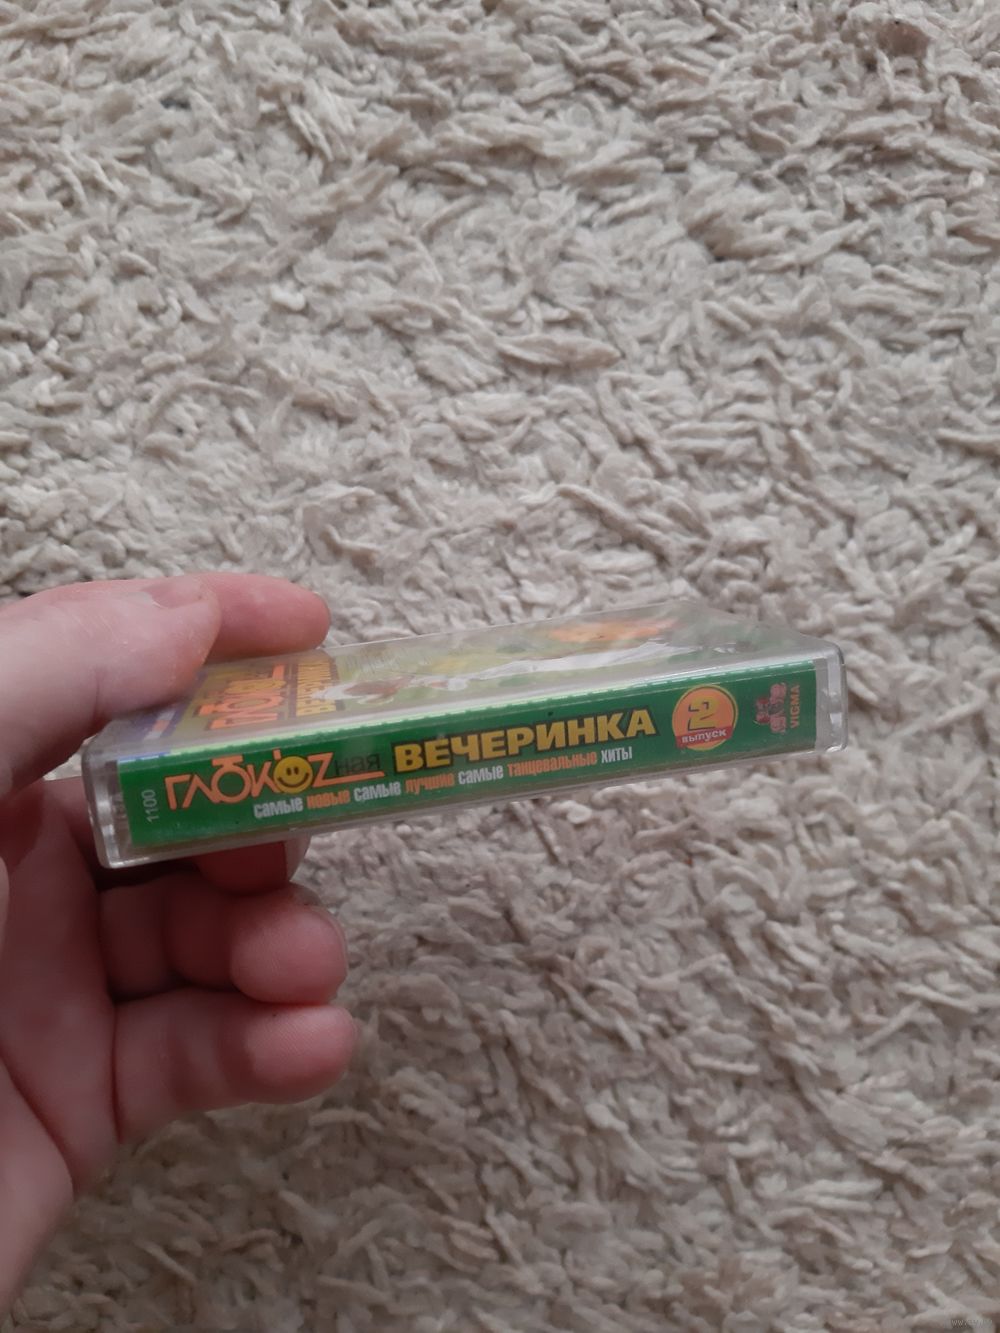 ГЛЮКОZная ВЕЧЕРИНКА
самые новые самые лучшие самые танцевальные хиты
2
выпуск
VIGMA
1100